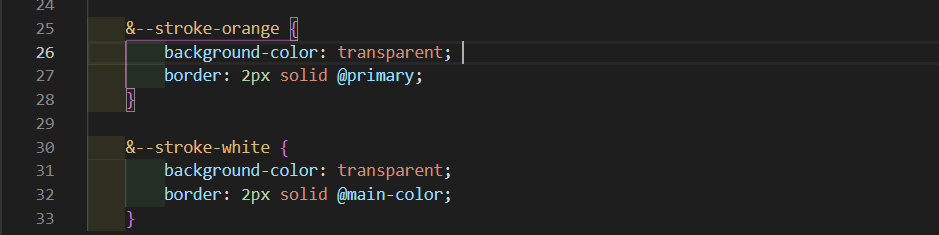 24
25 &--stroke-orange {
26 background-color: transparent;
27 border: 2px solid @primary;
28 }
29
30 &--stroke-white {
31 background-color: transparent;
32 border: 2px solid @main-color;
33 }